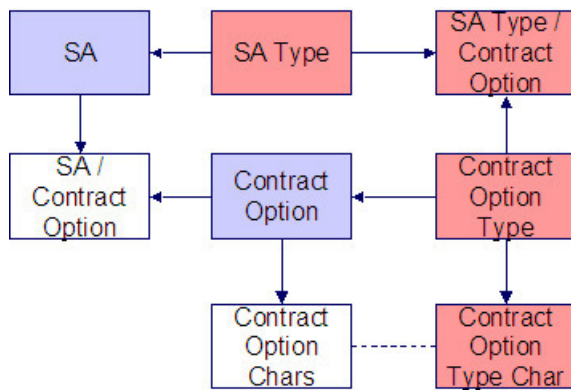 SA
SA Type
SA Type /
Contract
Option
SA /
Contract
Option
Contract
Option
Contract
Option
Type
Contract
Option
Chars
Contract
Option
Type Char